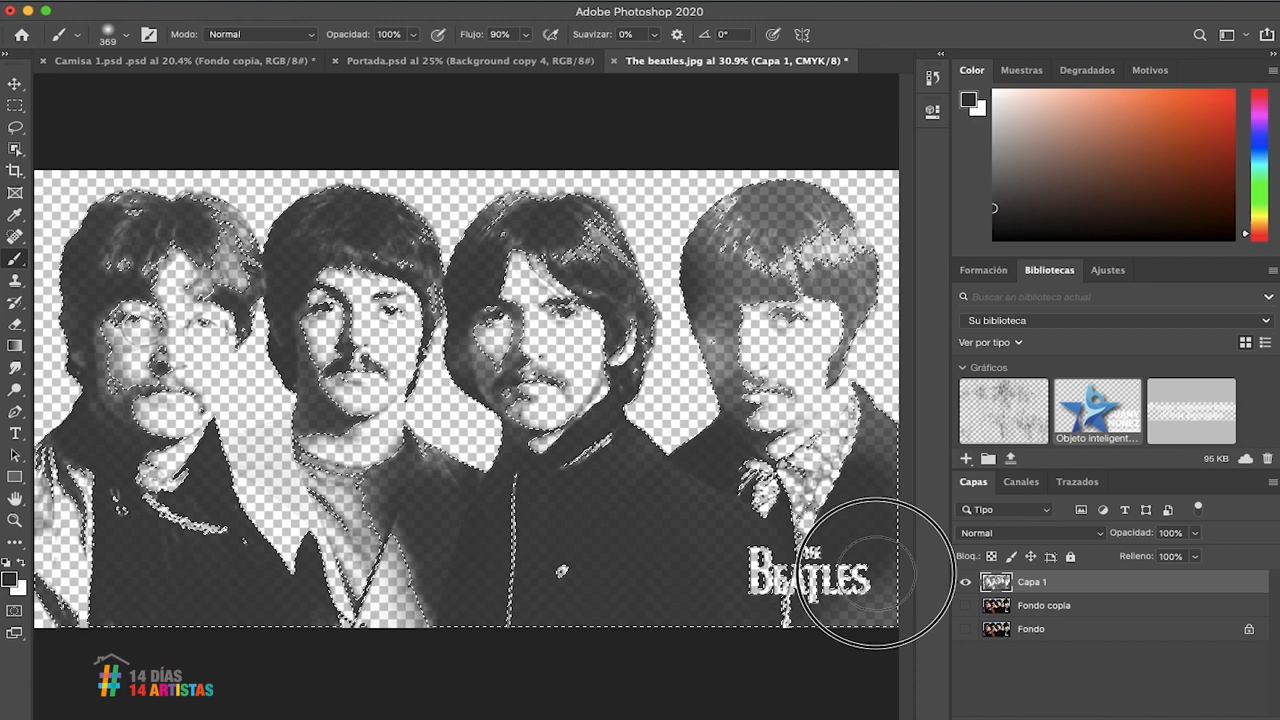 Adobe Photoshop 2020
369 Modo: Normal Opacidad: 100% Flujo: 90% Suavizar: 0% 0°
Camisa 1.psd .psd al 20.4% (Fondo copia, RGB/8#) * Portada.psd al 25% (Background copy 4, RGB/8#) The beatles.jpg al 30.9% (Capa 1, CMYK/8) *
Color Muestras Degradados Motivos
Formación Bibliotecas Ajustes
Buscar en biblioteca actual
Su biblioteca
Ver por tipo
Gráficos
Objeto inteligent...
95 KB
Capas Canales Trazados
Tipo
Normal Opacidad: 100%
Bloq.: Relleno: 100%
Capa 1
Fondo copia
Fondo
THE
BEATLES
# 14 DÍAS
14 ARTISTAS